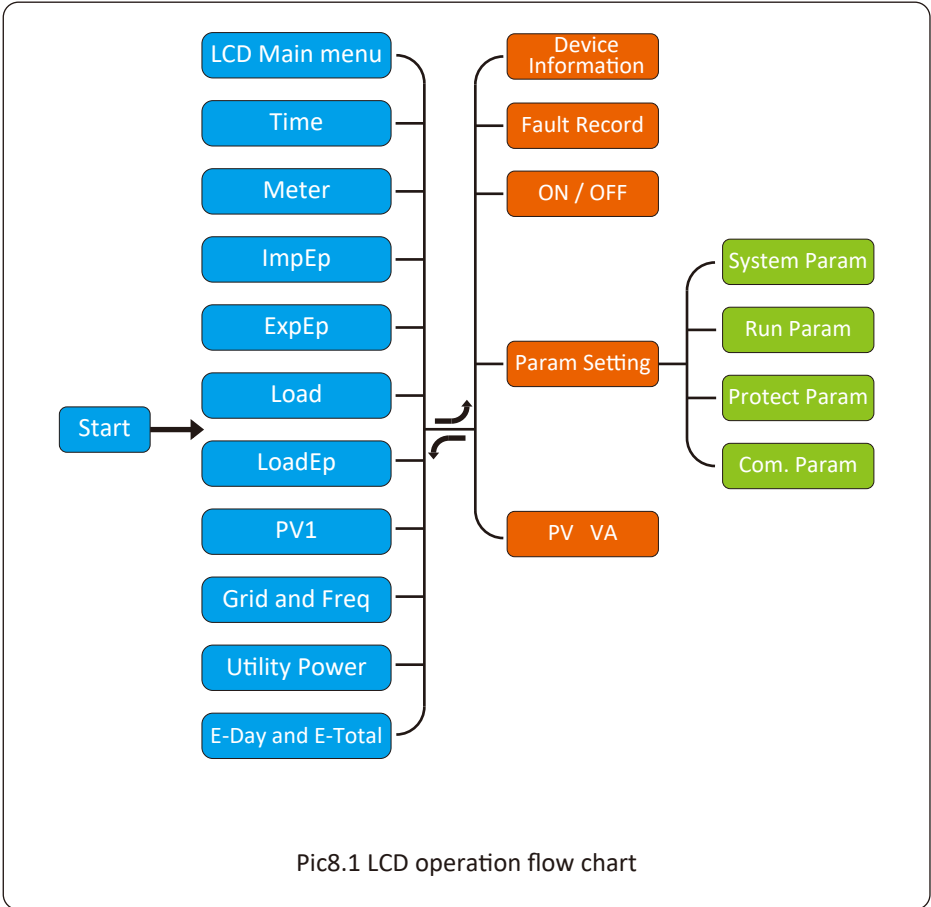 Start
LCD Main menu
Time
Meter
ImpEp
ExpEp
Load
LoadEp
PV1
Grid and Freq
Utility Power
E-Day and E-Total
Device
Information
Fault Record
ON / OFF
Param Setting
PV VA
System Param
Run Param
Protect Param
Com. Param
Pic8.1 LCD operation flow chart